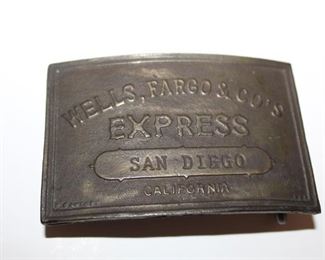 WELLS, FARGO & CO'S
EXPRESS
SAN DIEGO
CALIFORNIA